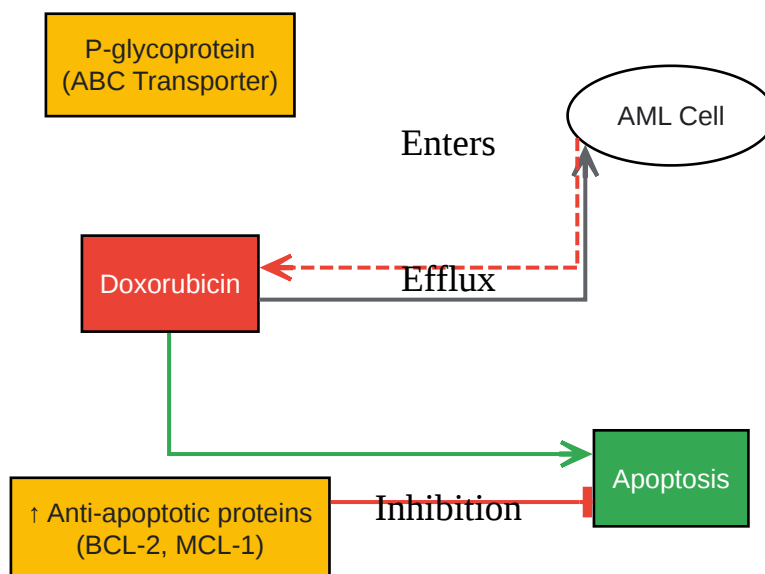 P-glycoprotein
(ABC Transporter)
AML Cell
Enters
Doxorubicin
Efflux
Apoptosis
↑ Anti-apoptotic proteins
(BCL-2, MCL-1)
Inhibition